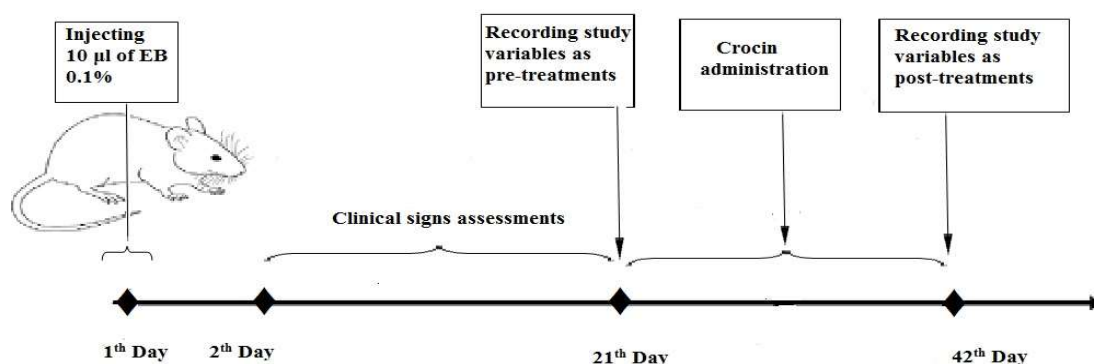 Injecting
10 µl of EB
0.1%
Recording study
variables as
pre-treatments
Crocin
administration
Recording study
variables as
post-treatments
Clinical signs assessments
1th Day
2th Day
21th Day
42th Day